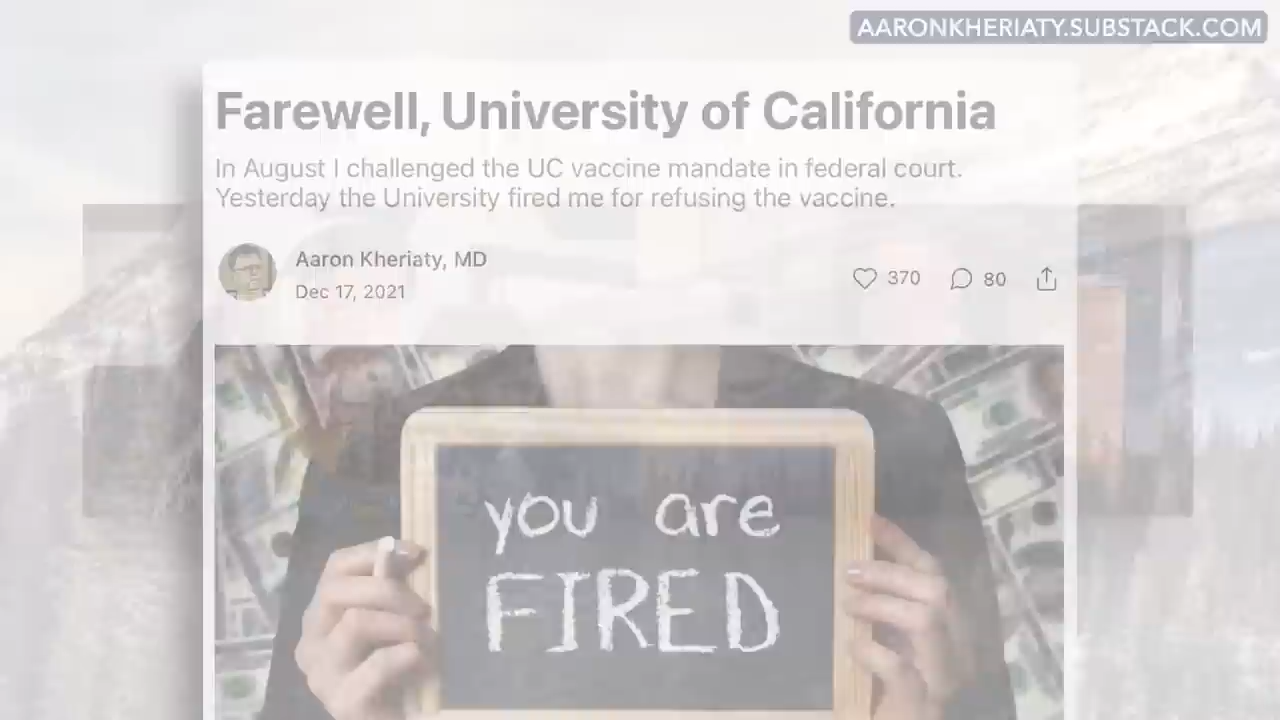 AARONKHERIATY.SUBSTACK.COM
Farewell, University of California
In August I challenged the UC vaccine mandate in federal court.
Yesterday the University fired me for refusing the vaccine.
Aaron Kheriaty, MD
Dec 17, 2021
370
80
you are
FIRED